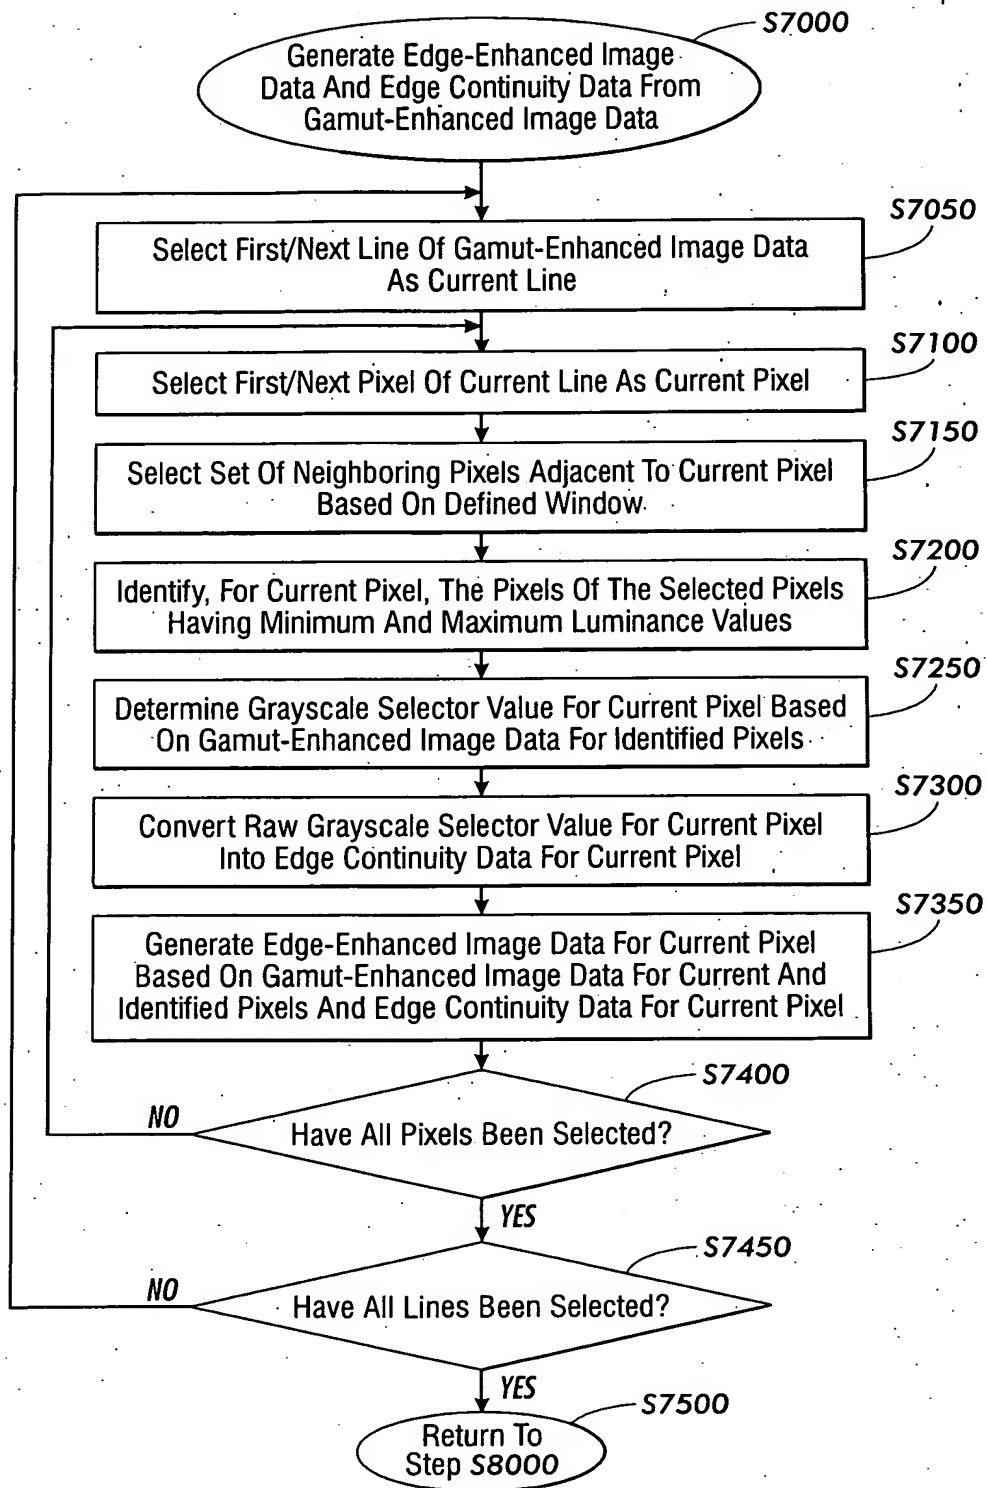 S7000
Generate Edge-Enhanced Image
Data And Edge Continuity Data From
Gamut-Enhanced Image Data
S7050
Select First/Next Line Of Gamut-Enhanced Image Data
As Current Line
S7100
Select First/Next Pixel Of Current Line As Current Pixel
S7150
Select Set Of Neighboring Pixels Adjacent To Current Pixel
Based On Defined Window
S7200
Identify, For Current Pixel, The Pixels Of The Selected Pixels
Having Minimum And Maximum Luminance Values
S7250
Determine Grayscale Selector Value For Current Pixel Based
On Gamut-Enhanced Image Data For Identified Pixels
S7300
Convert Raw Grayscale Selector Value For Current Pixel
Into Edge Continuity Data For Current Pixel
S7350
Generate Edge-Enhanced Image Data For Current Pixel
Based On Gamut-Enhanced Image Data For Current And
Identified Pixels And Edge Continuity Data For Current Pixel
S7400
NO
Have All Pixels Been Selected?
YES
S7450
NO
Have All Lines Been Selected?
YES
S7500
Return To
Step S8000